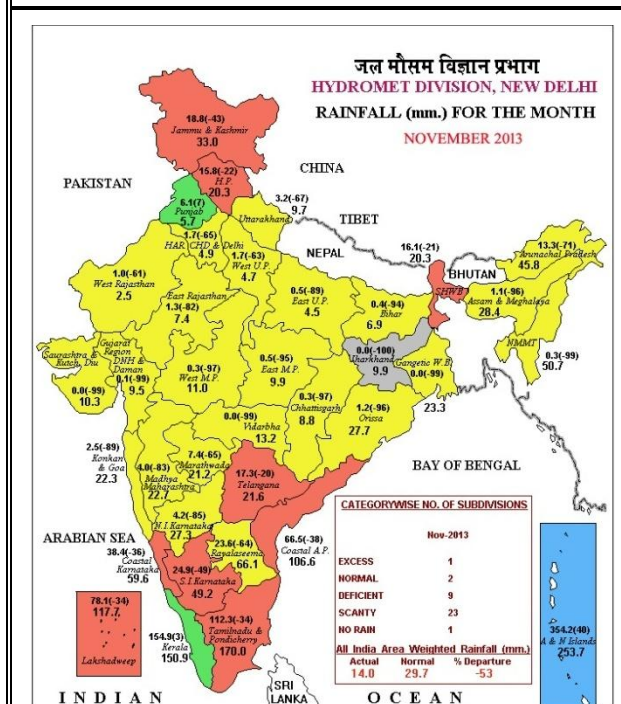 जल मौसम विज्ञान प्रभाग
HYDROMET DIVISION, NEW DELHI
RAINFALL (mm.) FOR THE MONTH
NOVEMBER 2013
18.8(-43)
Jammu & Kashmir
33.0
15.8(-22)
H.P.
20.3
CHINA
PAKISTAN
6.1(7)
Punjab
5.7
Uttarakhand
3.2(-67)
9.7
TIBET
1.7(-65)
HAR. CHD & Delhi
4.9
1.7(-63)
West U.P.
4.7
NEPAL
16.1(-21)
20.3
SHWB
BHUTAN
13.3(-71)
Arunachal Pradesh
45.8
1.0(-61)
West Rajasthan
2.5
East Rajasthan
1.3(-82)
7.4
0.5(-89)
East U.P.
4.5
0.4(-94)
Bihar
6.9
1.1(-96)
Assam & Meghalaya
28.4
NMMT
0.3(-99)
50.7
Saurashtra &
Kutch, Diu
0.0(-99)
10.3
Gujarat
Region
DNH &
Daman
0.1(-99)
9.5
0.3(-97)
West M.P.
11.0
0.5(-95)
East M.P.
9.9
0.0(-100)
Jharkhand
9.9
Gangetic W.B.
0.0(-99)
23.3
0.0(-99)
Vidarbha
13.2
0.3(-97)
Chhattisgarh
8.8
1.2(-96)
Orissa
27.7
2.5(-89)
Konkan
& Goa
22.3
4.0(-83)
Madhya
Maharashtra
22.7
7.4(-65)
Marathwada
21.2
17.3(-20)
Telangana
21.6
BAY OF BENGAL
ARABIAN SEA
4.2(-85)
N.I.Karnataka
27.3
23.6(-64)
Rayalaseema
66.1
66.5(-38)
Coastal A.P.
106.6
38.4(-36)
Coastal
Karnataka
59.6
24.9(-49)
S.I.Karnataka
49.2
78.1(-34)
117.7
Lakshadweep
154.9(3)
Kerala
150.9
112.3(-34)
Tamilnadu &
Pondicherry
170.0
CATEGORYWISE NO. OF SUBDIVISIONS
Nov-2013
EXCESS 1
NORMAL 2
DEFICIENT 9
SCANTY 23
NO RAIN 1
All India Area Weighted Rainfall (mm.)
Actual Normal % Departure
14.0 29.7 -53
354.2(40)
A & N Islands
253.7
INDIAN
SRI
LANKA
OCEAN